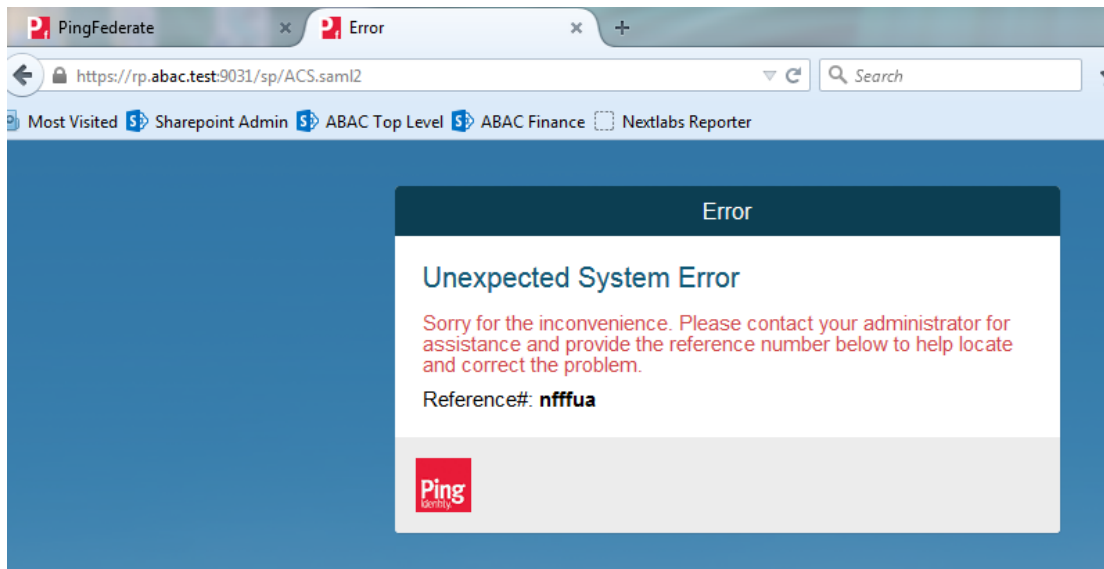 PingFederate
Error
https://rp.abac.test:9031/sp/ACS.saml2
Search
Most Visited Sharepoint Admin ABAC Top Level ABAC Finance Nextlabs Reporter
Error
Unexpected System Error
Sorry for the inconvenience. Please contact your administrator for
assistance and provide the reference number below to help locate
and correct the problem.
Reference#: nfffua
Ping
Identity.